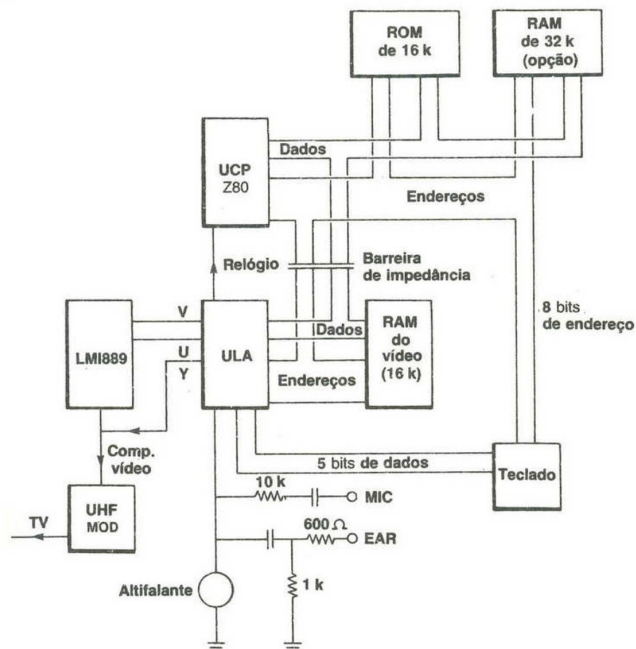 ROM
de 16 k
RAM
de 32 k
(opção)
UCP
Z80
Dados
Endereços
Relógio
Barreira
de impedância
8 bits
de endereço
LMI889
V
U
Y
ULA
Dados
Endereços
RAM
do
vídeo
(16 k)
Comp.
vídeo
5 bits de dados
Teclado
10 k
MIC
UHF
MOD
TV
600 Ω
EAR
1 k
Altifalante